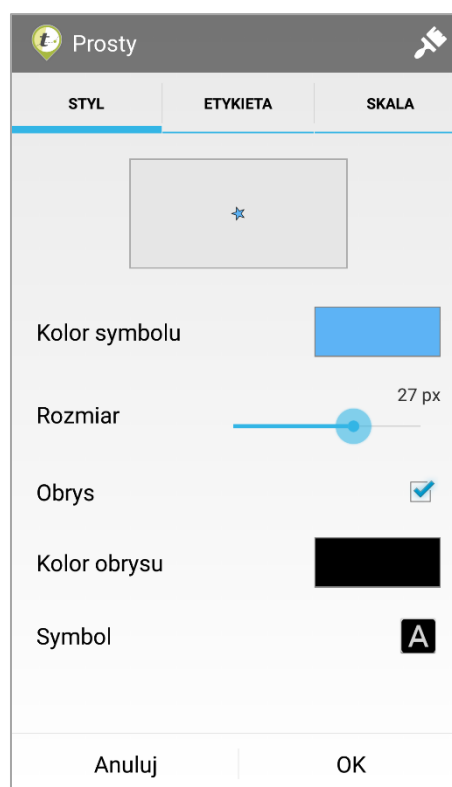 t
Prosty
STYL ETYKIETA SKALA
Kolor symbolu
27 px
Rozmiar
Obrys
Kolor obrysu
Symbol A
Anuluj OK